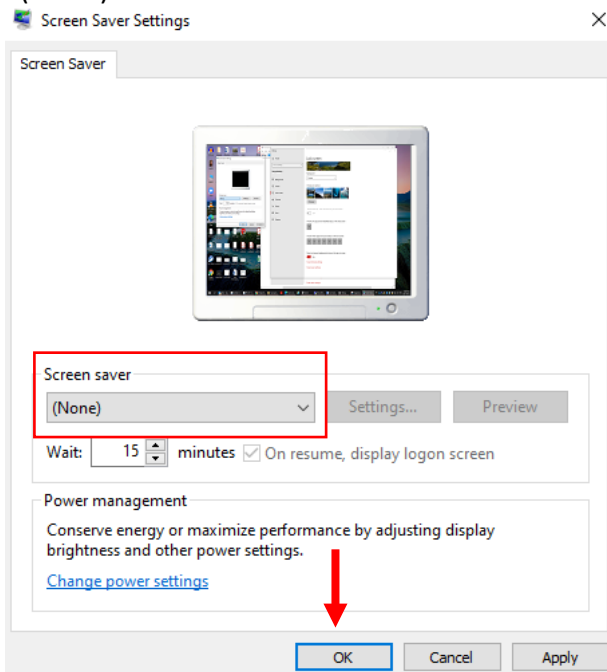 Screen Saver Settings
Screen Saver
Screen saver
(None)
Settings...
Preview
Wait: 15 minutes On resume, display logon screen
Power management
Conserve energy or maximize performance by adjusting display
brightness and other power settings.
Change power settings
OK Cancel Apply